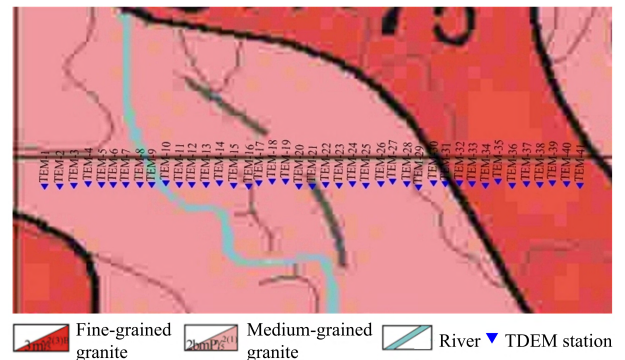 75
TEM-1 TEM-2 TEM-3 TEM-4 TEM-5 TEM-6 TEM-7 TEM-8 TEM-9 TEM-10 TEM-11 TEM-12 TEM-13 TEM-14 TEM-15 TEM-16 TEM-17 TEM-18 TEM-19 TEM-20 TEM-21 TEM-22 TEM-23 TEM-24 TEM-25 TEM-26 TEM-27 TEM-28 TEM-29 TEM-31 TEM-32 TEM-33 TEM-34 TEM-35 TEM-36 TEM-37 TEM-38 TEM-39 TEM-40 TEM-41
Fine-grained granite
Medium-grained granite
River
TDEM station